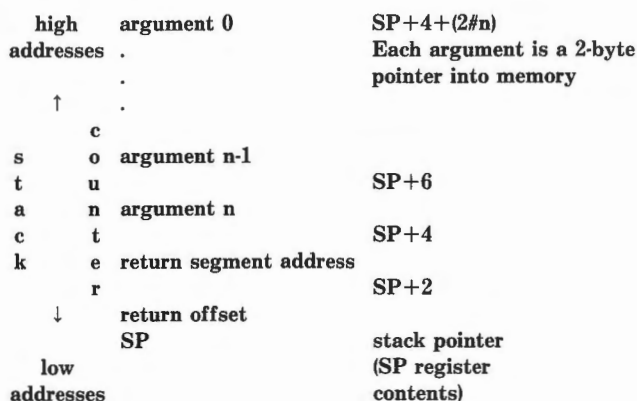 high argument 0 SP+4+(2#n)
addresses . Each argument is a 2-byte
. pointer into memory
↑ .
c
s o argument n-1
t u SP+6
a n argument n
c t SP+4
k e return segment address
r SP+2
↓ return offset
SP stack pointer
low (SP register
addresses contents)